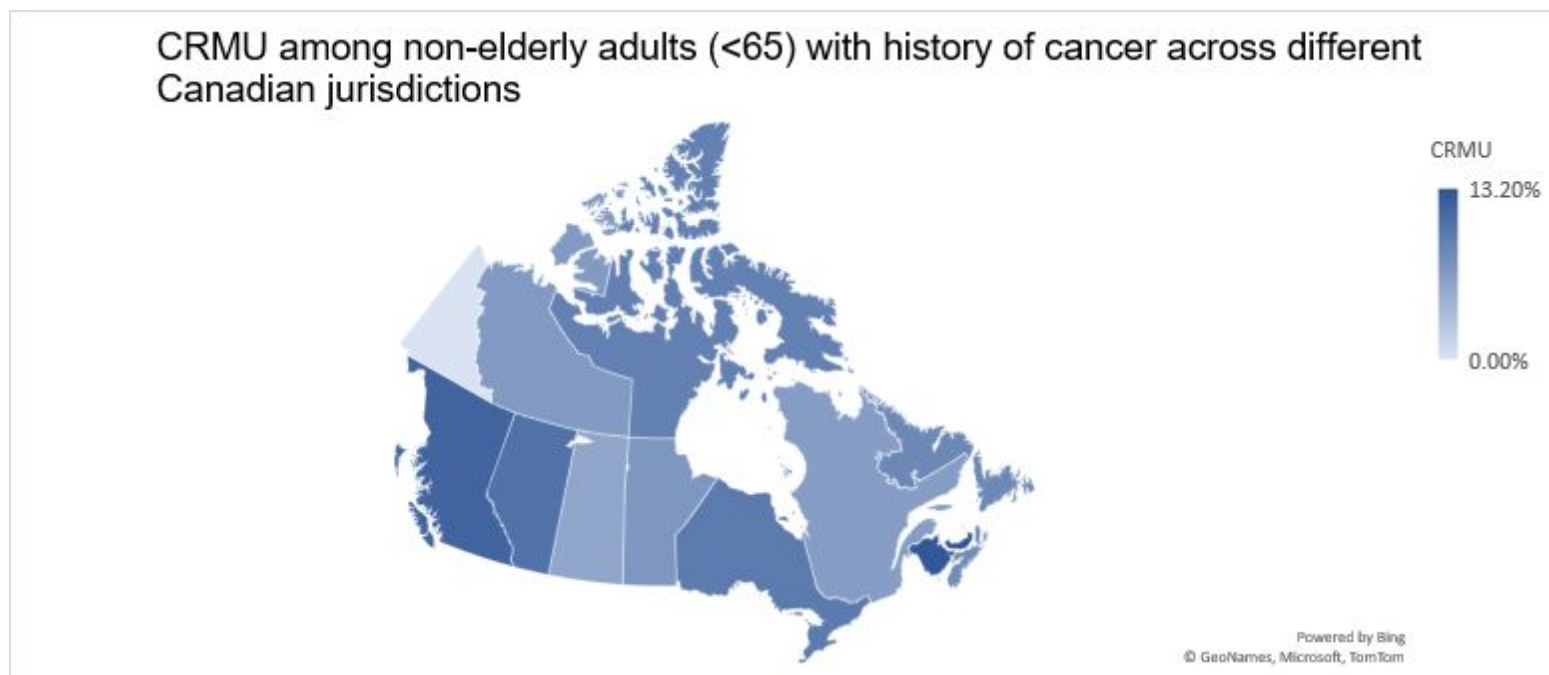 CRMU among non-elderly adults (<65) with history of cancer across different
Canadian jurisdictions
CRMU
13.20%
0.00%
Powered by Bing
© GeoNames, Microsoft, TomTom